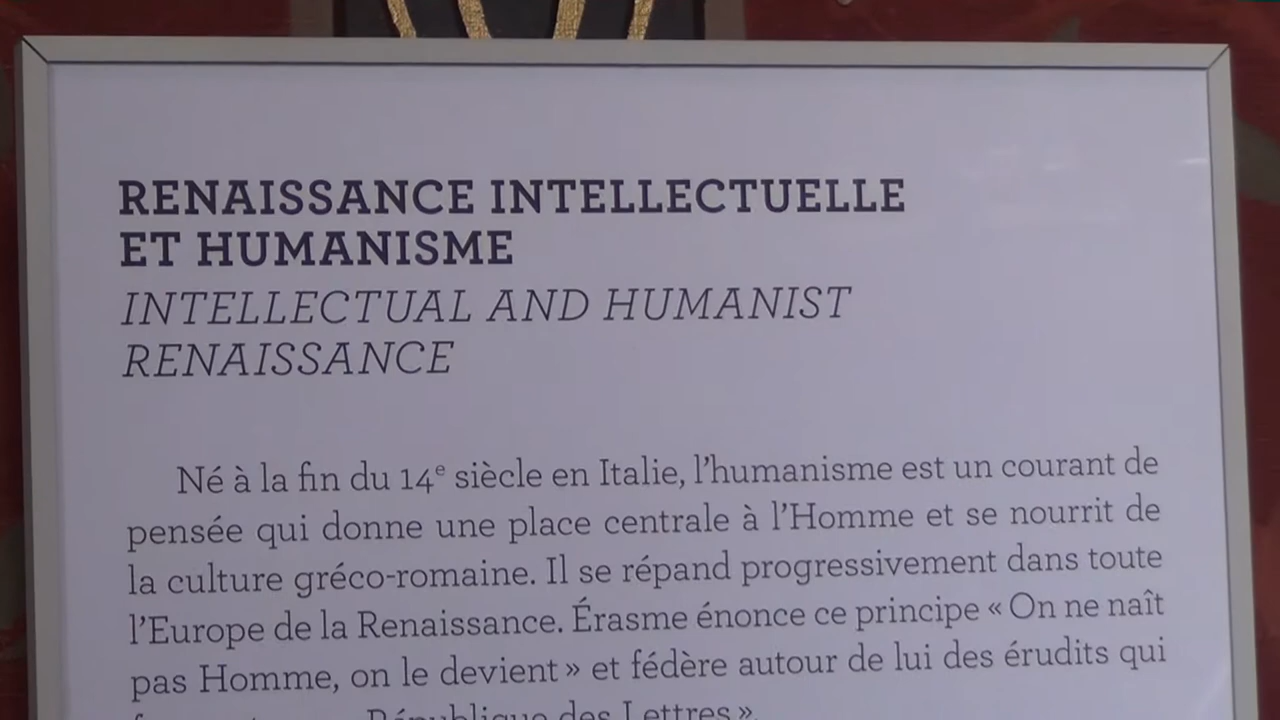 RENAISSANCE INTELLECTUELLE
ET HUMANISME
INTELLECTUAL AND HUMANIST
RENAISSANCE
Né à la fin du 14e siècle en Italie, l’humanisme est un courant de
pensée qui donne une place centrale à l’Homme et se nourrit de
la culture gréco-romaine. Il se répand progressivement dans toute
l’Europe de la Renaissance. Érasme énonce ce principe « On ne naît
pas Homme, on le devient » et fédère autour de lui des érudits qui
République des Lettres ».